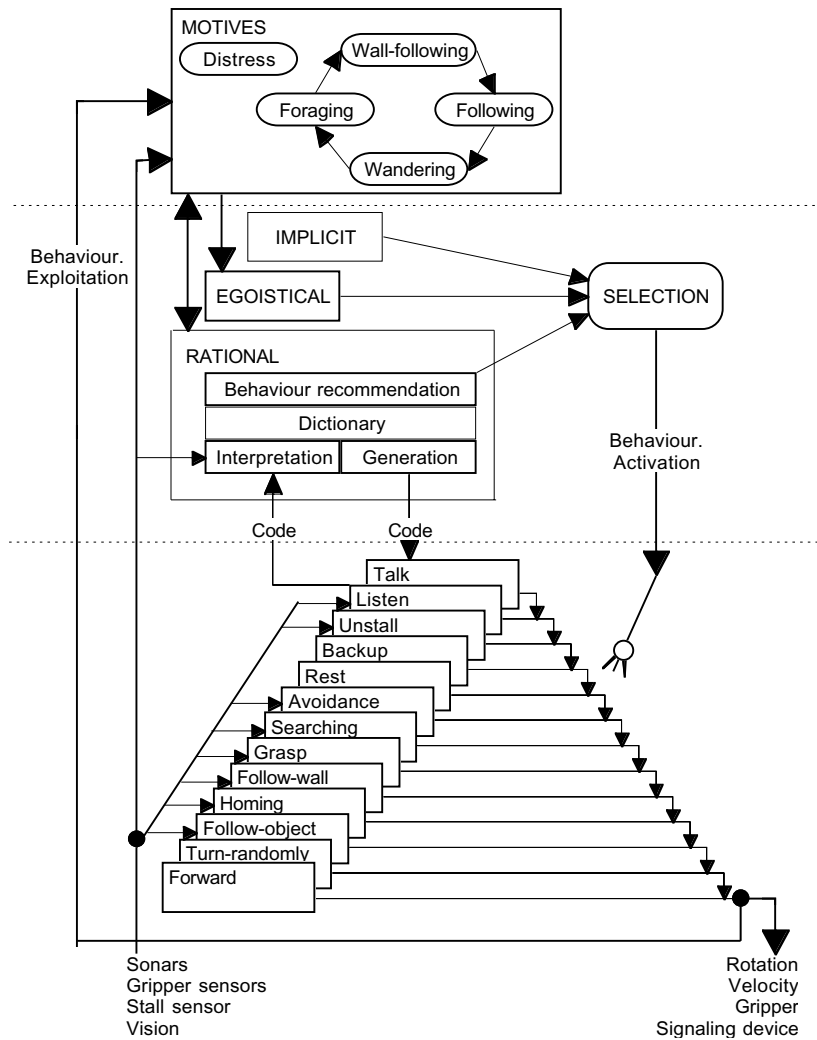 MOTIVES
Distress
Wall-following
Foraging
Following
Wandering
Behaviour.
Exploitation
IMPLICIT
EGOISTICAL
SELECTION
RATIONAL
Behaviour recommendation
Dictionary
Interpretation
Generation
Behaviour.
Activation
Code
Code
Talk
Listen
Unstall
Backup
Rest
Avoidance
Searching
Grasp
Follow-wall
Homing
Follow-object
Turn-randomly
Forward
Sonars
Gripper sensors
Stall sensor
Vision
Rotation
Velocity
Gripper
Signaling device